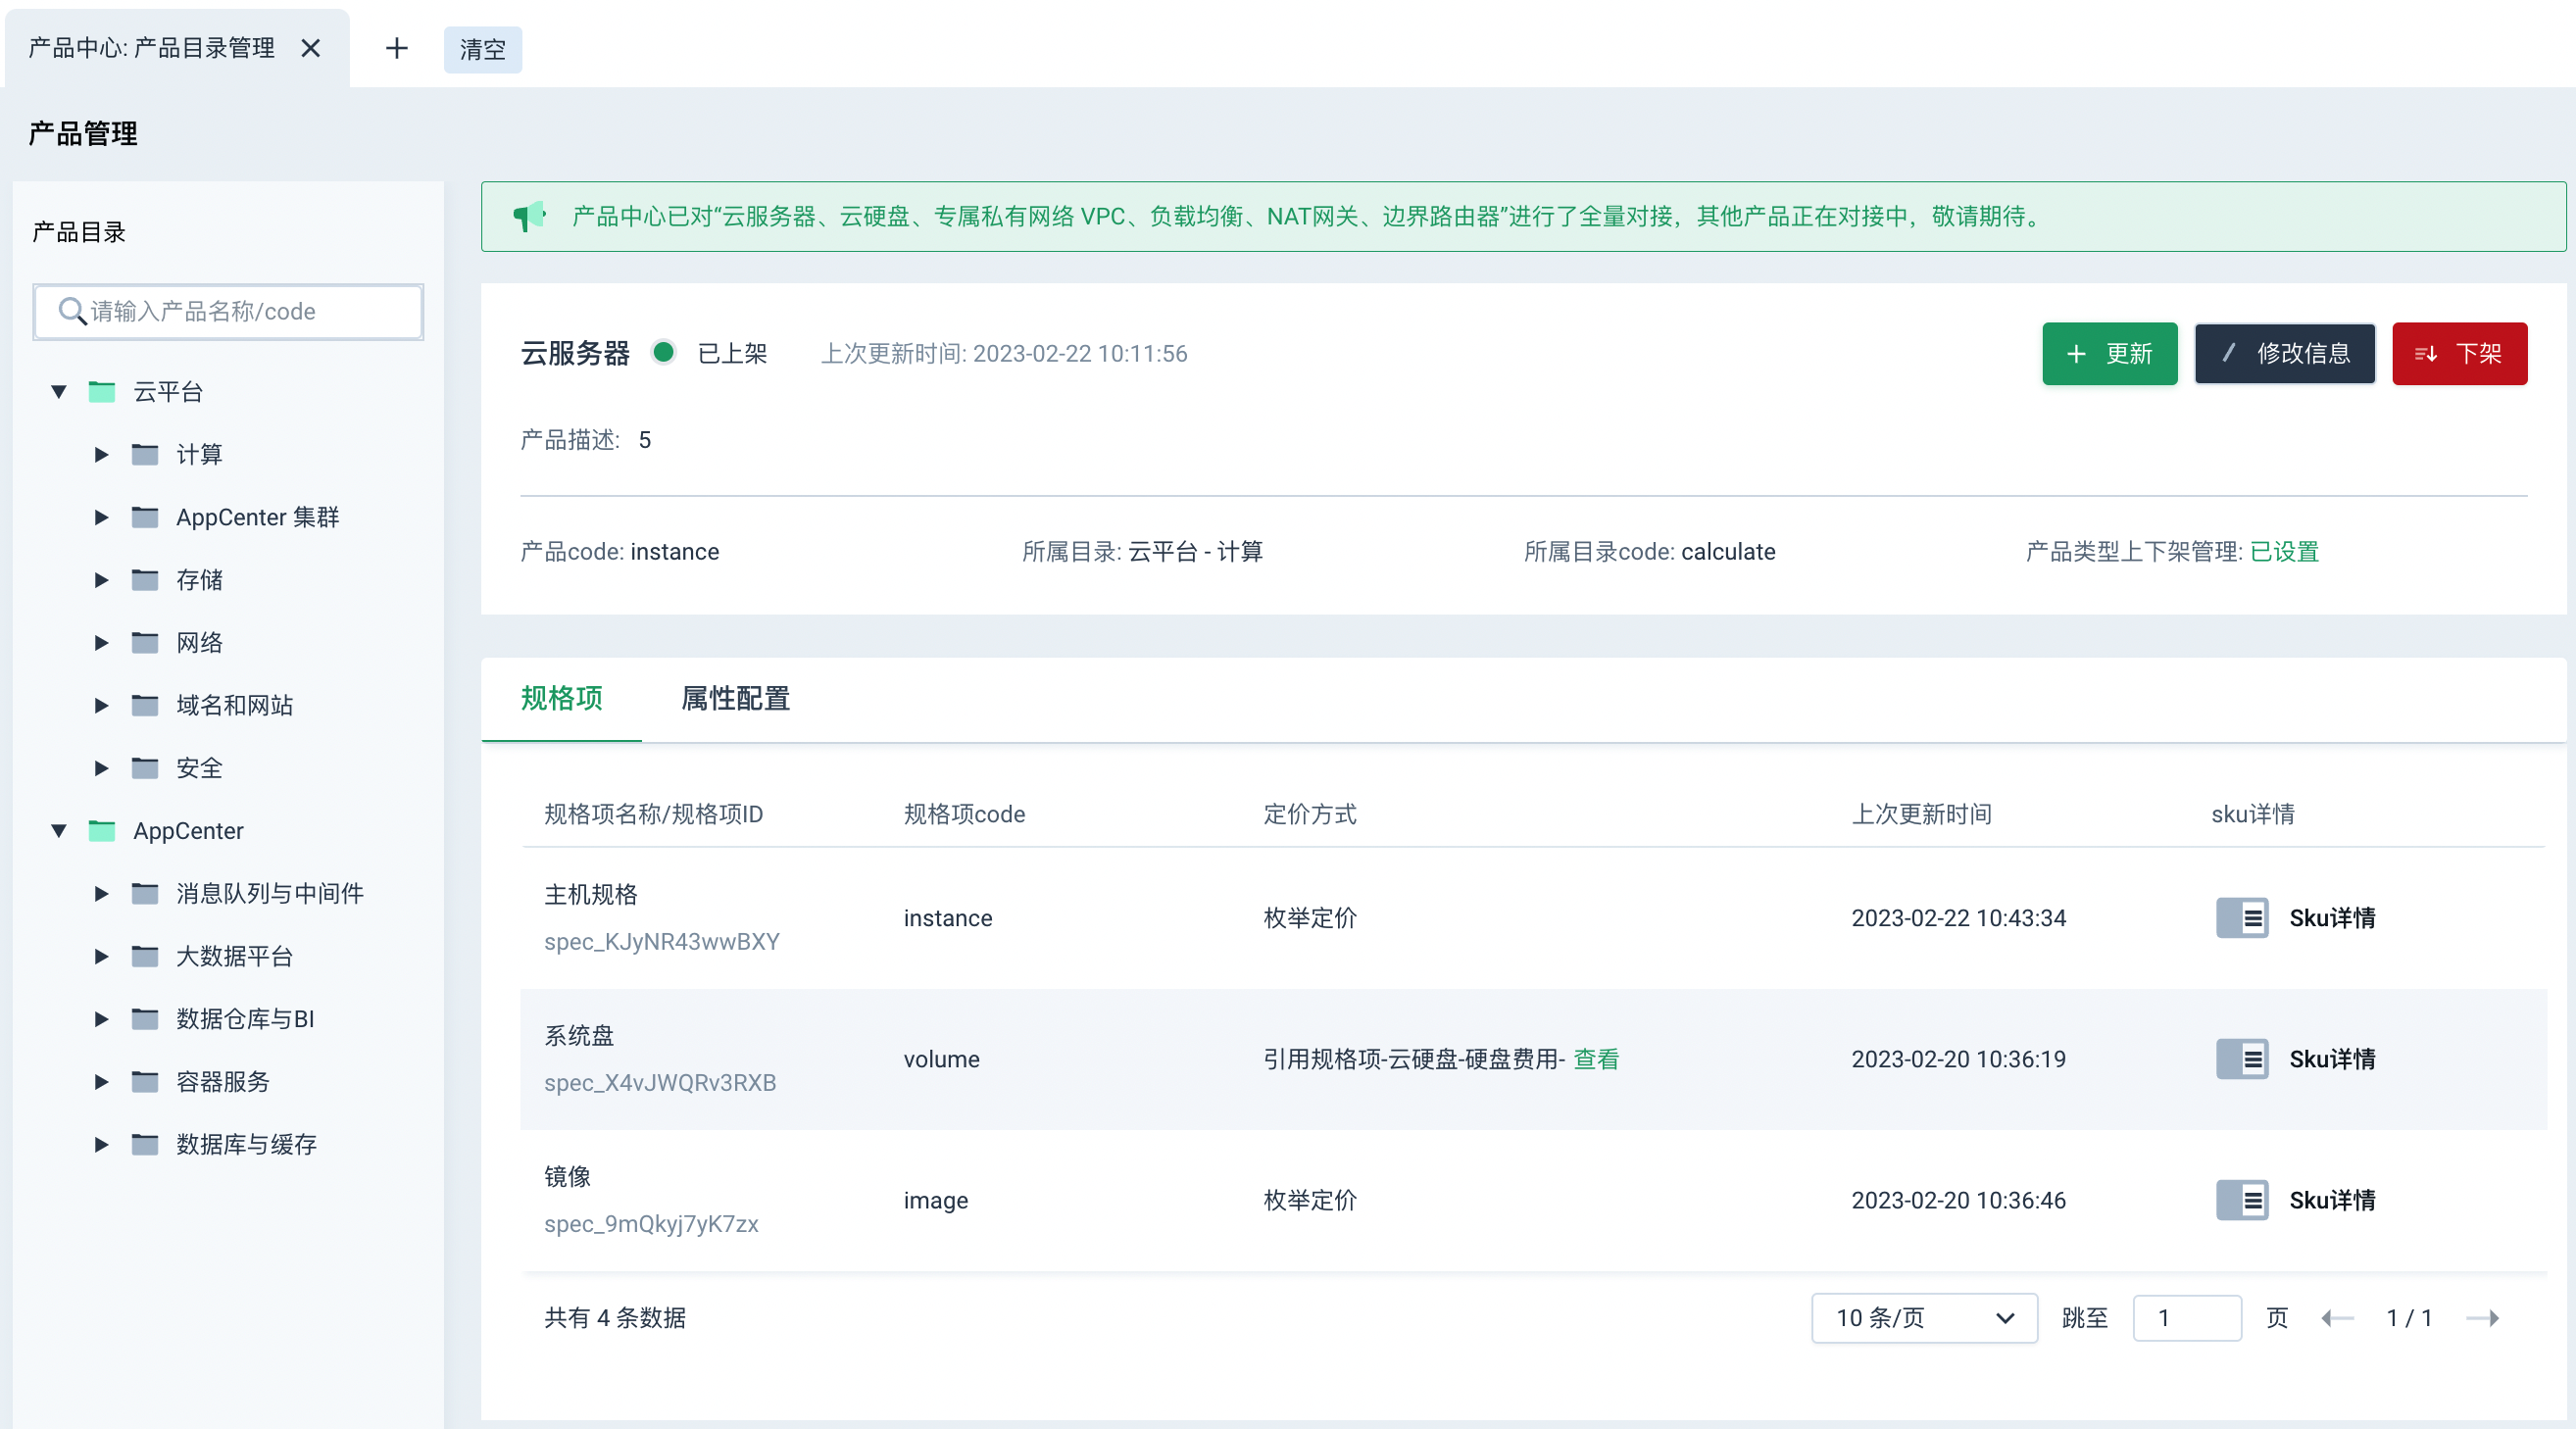 产品中心: 产品目录管理
清空
产品管理
产品目录
请输入产品名称/code
云平台
计算
AppCenter 集群
存储
网络
域名和网站
安全
AppCenter
消息队列与中间件
大数据平台
数据仓库与BI
容器服务
数据库与缓存
产品中心已对“云服务器、云硬盘、专属私有网络 VPC、负载均衡、NAT网关、边界路由器”进行了全量对接，其他产品正在对接中，敬请期待。
云服务器 已上架 上次更新时间: 2023-02-22 10:11:56 更新 修改信息 下架
产品描述: 5
产品code: instance 所属目录: 云平台 - 计算 所属目录code: calculate 产品类型上下架管理: 已设置
规格项 属性配置
规格项名称/规格项ID 规格项code 定价方式 上次更新时间 sku详情
主机规格
spec_KJyNR43wwBXY instance 枚举定价 2023-02-22 10:43:34 Sku详情
系统盘
spec_X4vJWQRv3RXB volume 引用规格项-云硬盘-硬盘费用- 查看 2023-02-20 10:36:19 Sku详情
镜像
spec_9mQkyj7yK7zx image 枚举定价 2023-02-20 10:36:46 Sku详情
共有 4 条数据 10 条/页 跳至 1 页 1 / 1